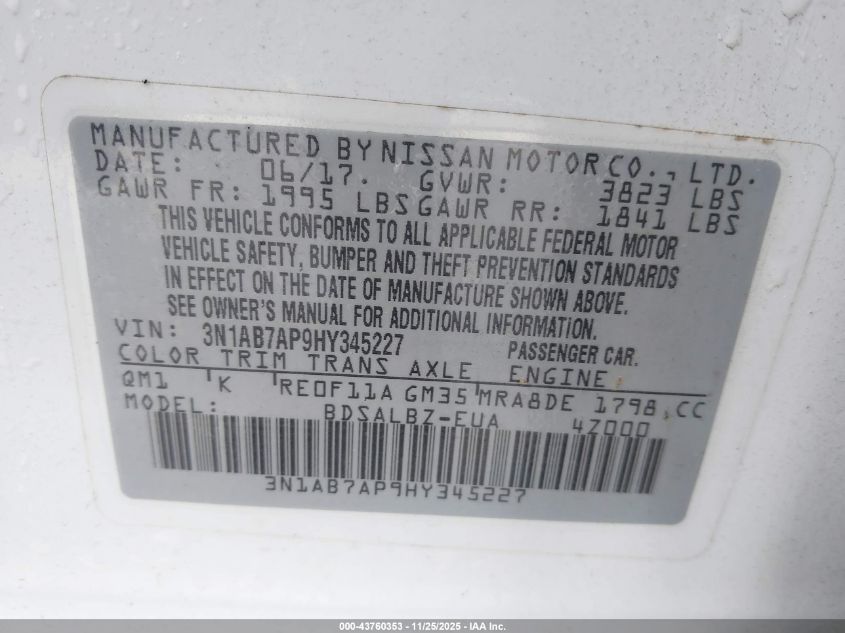 MANUFACTURED BY NISSAN MOTOR CO., LTD.
DATE: 06/17. GVWR: 3823 LBS
GAWR FR: 1995 LBS GAWR RR: 1841 LBS
THIS VEHICLE CONFORMS TO ALL APPLICABLE FEDERAL MOTOR
VEHICLE SAFETY, BUMPER AND THEFT PREVENTION STANDARDS
IN EFFECT ON THE DATE OF MANUFACTURE SHOWN ABOVE.
SEE OWNER'S MANUAL FOR ADDITIONAL INFORMATION.
VIN: 3N1AB7AP9HY345227 PASSENGER CAR.
COLOR TRIM TRANS AXLE ENGINE
QM1 K RE0F11A GM35 MRA8DE 1798 CC
MODEL: BDSALBZ-EUA 4Z000
3N1AB7AP9HY345227
000-43760353 - 11/25/2025 - IAA Inc.